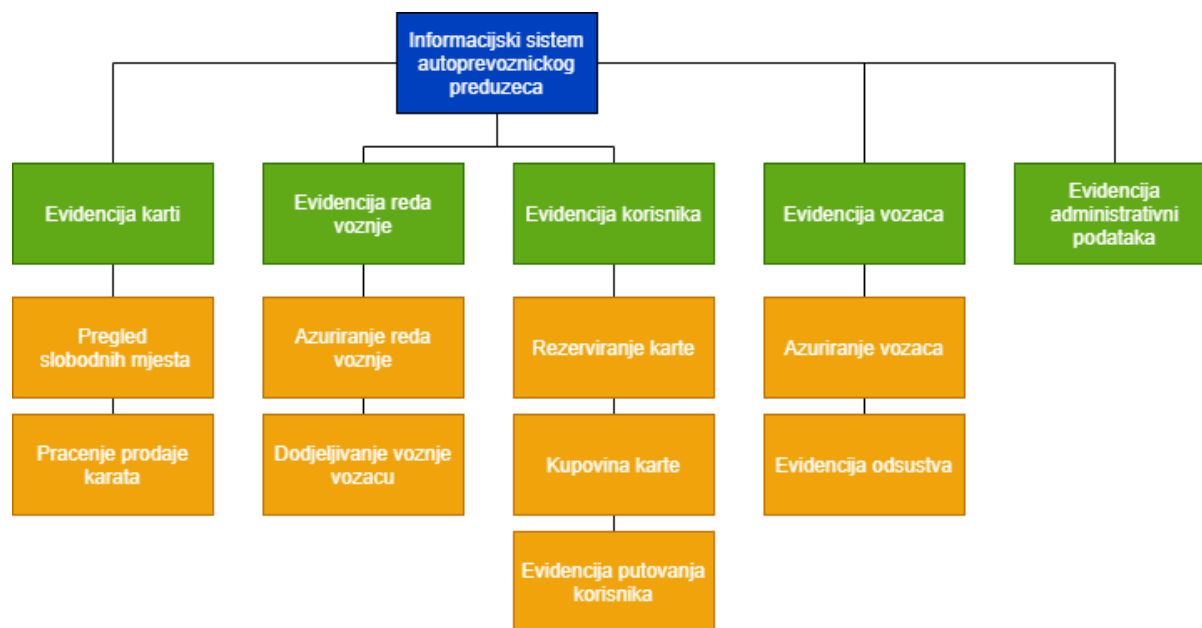 Informacijski sistem
autoprevoznickog
preduzeca
Evidencija karti
Evidencija reda
voznje
Evidencija korisnika
Evidencija vozaca
Evidencija
administrativni
podataka
Pregled
slobodnih mjesta
Azuriranje reda
voznje
Rezerviranje karte
Azuriranje vozaca
Pracenje prodaje
karata
Dodjeljivanje voznje
vozacu
Kupovina karte
Evidencija odsustva
Evidencija putovanja
korisnika